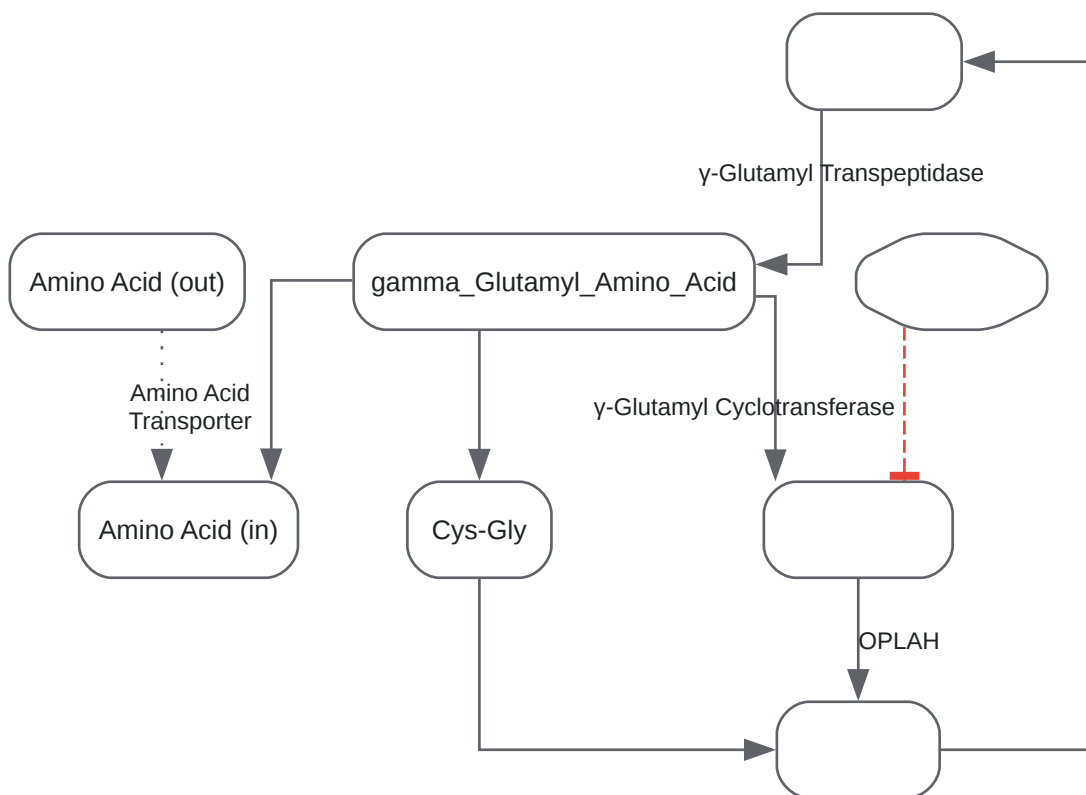 γ-Glutamyl Transpeptidase
Amino Acid (out)
gamma_Glutamyl_Amino_Acid
Amino Acid
Transporter
γ-Glutamyl Cyclotransferase
Amino Acid (in)
Cys-Gly
OPLAH